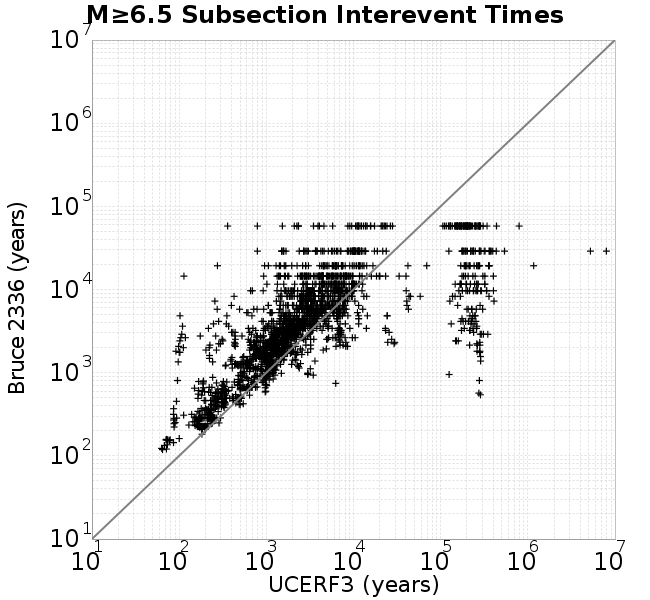 M≥6.5 Subsection Interevent Times
10^7
10^6
10^5
10^4
10^3
10^2
10^1
Bruce 2336 (years)
10^1 10^2 10^3 10^4 10^5 10^6 10^7
UCERF3 (years)